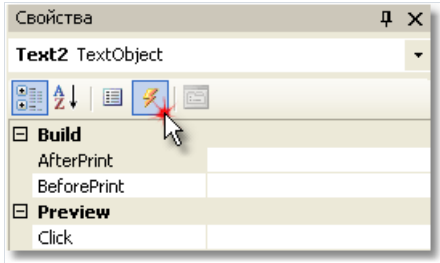 Свойства
Text2 TextObject
Build
AfterPrint
BeforePrint
Preview
Click